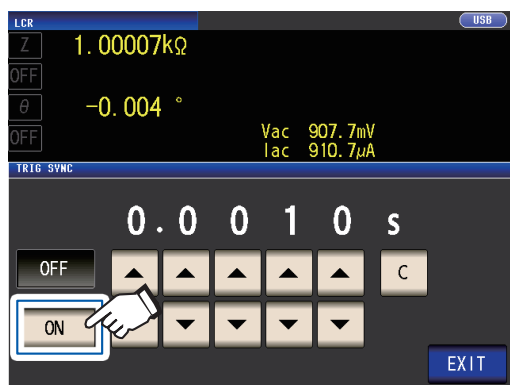 LCR USB
Z 1.00007kΩ
OFF
θ -0.004 °
OFF Vac 907.7mV
Iac 910.7μA
TRIG SYNC
0.0010s
OFF C
ON
EXIT